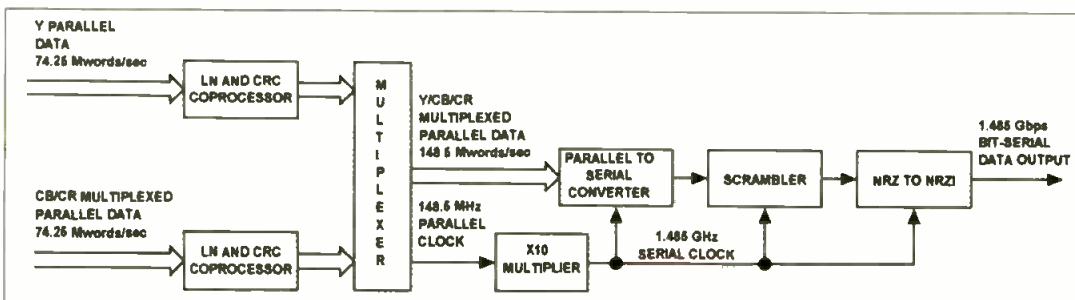 Y PARALLEL
DATA
74.25 Mwords/sec
LN AND CRC
COPROCESSOR
CB/CR MULTIPLEXED
PARALLEL DATA
74.25 Mwords/sec
LN AND CRC
COPROCESSOR
MULTIPLEXER
Y/CB/CR
MULTIPLEXED
PARALLEL DATA
148.5 Mwords/sec
148.5 MHz
PARALLEL
CLOCK
X10
MULTIPLIER
PARALLEL TO
SERIAL
CONVERTER
1.485 GHz
SERIAL CLOCK
SCRAMBLER
NRZ TO NRZI
1.485 Gbps
BIT-SERIAL
DATA OUTPUT